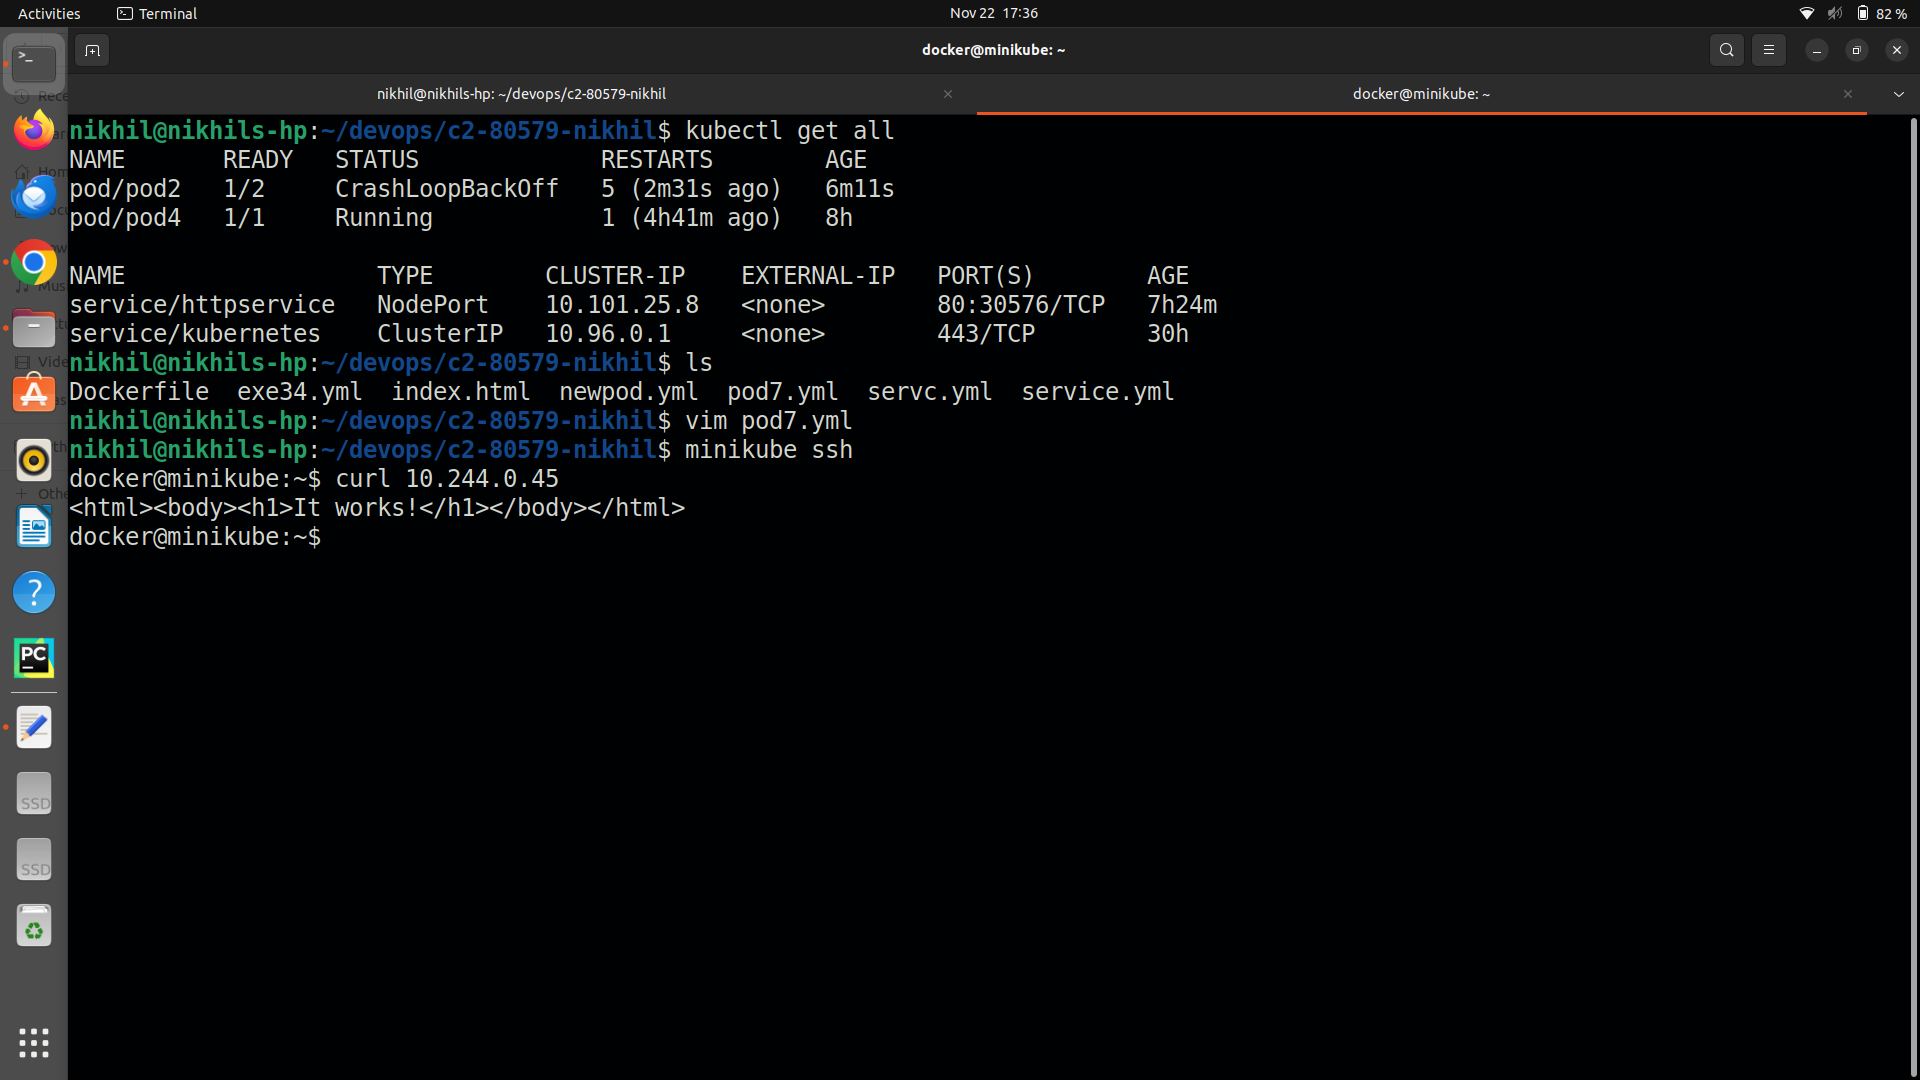 Activities Terminal Nov 22 17:36 82 %
docker@minikube: ~
nikhil@nikhils-hp: ~/devops/c2-80579-nikhil docker@minikube: ~
nikhil@nikhils-hp:~/devops/c2-80579-nikhil$ kubectl get all
NAME READY STATUS RESTARTS AGE
pod/pod2 1/2 CrashLoopBackOff 5 (2m31s ago) 6m11s
pod/pod4 1/1 Running 1 (4h41m ago) 8h
NAME TYPE CLUSTER-IP EXTERNAL-IP PORT(S) AGE
service/httpservice NodePort 10.101.25.8 <none> 80:30576/TCP 7h24m
service/kubernetes ClusterIP 10.96.0.1 <none> 443/TCP 30h
nikhil@nikhils-hp:~/devops/c2-80579-nikhil$ ls
Dockerfile exe34.yml index.html newpod.yml pod7.yml servc.yml service.yml
nikhil@nikhils-hp:~/devops/c2-80579-nikhil$ vim pod7.yml
nikhil@nikhils-hp:~/devops/c2-80579-nikhil$ minikube ssh
docker@minikube:~$ curl 10.244.0.45
<html><body><h1>It works!</h1></body></html>
docker@minikube:~$
PC
SSD
SSD